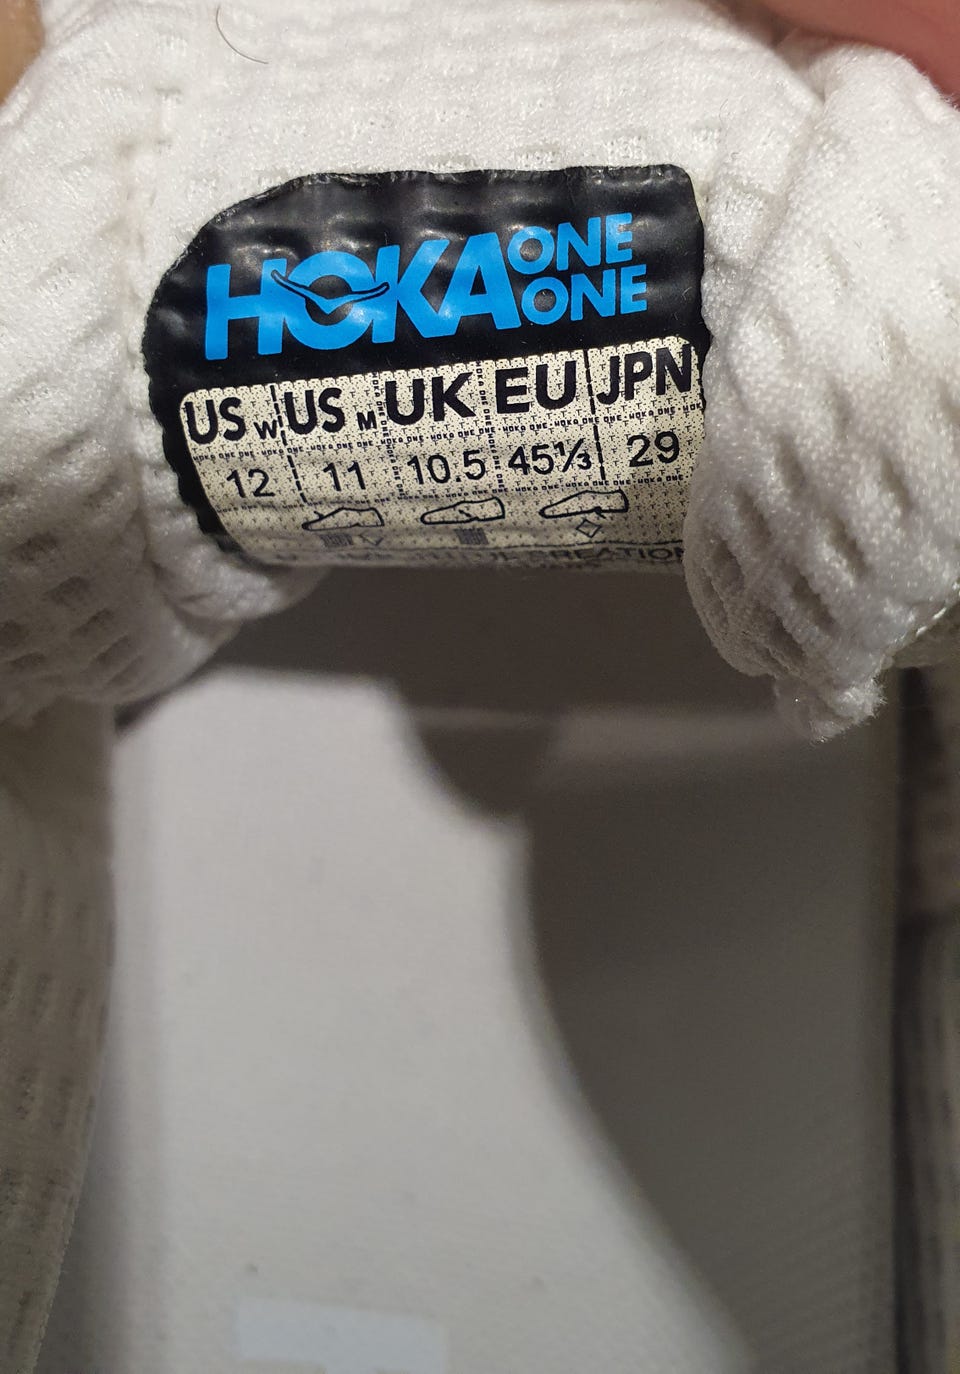 HOKA ONE ONE
US W US M UK EU JPN
12 11 10.5 45⅓ 29